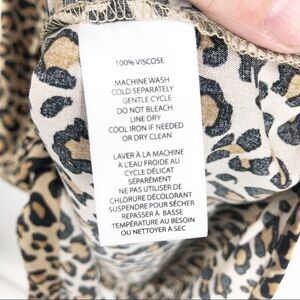 100% VISCOSE
MACHINE WASH
COLD SEPARATELY
GENTLE CYCLE
DO NOT BLEACH
LINE DRY
COOL IRON IF NEEDED
OR DRY CLEAN
LAVER À LA MACHINE
À L'EAU FROIDE AU
CYCLE DÉLICAT
SÉPARÉMENT
NE PAS UTILISER DE
CHLORURE DÉCOLORANT
SUSPENDRE POUR SÉCHER
REPASSER À BASSE
TEMPÉRATURE AU BESOIN
OU NETTOYER À SEC